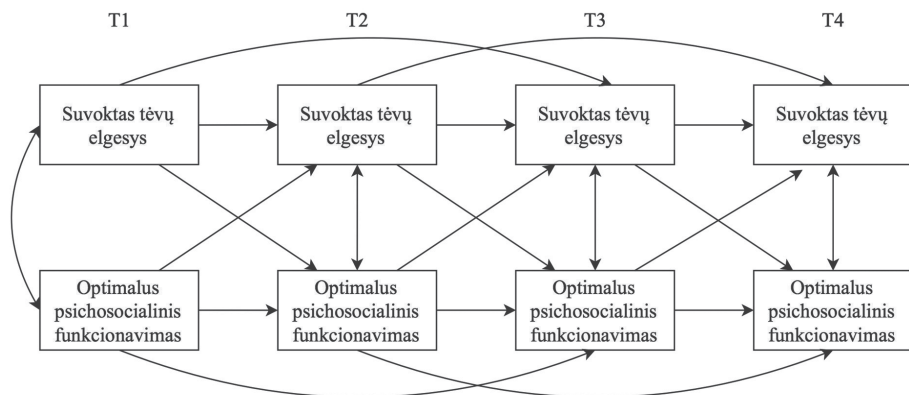 T1 T2 T3 T4
Suvoktas tėvų
elgesys
Suvoktas tėvų
elgesys
Suvoktas tėvų
elgesys
Suvoktas tėvų
elgesys
Optimalus
psichosocialinis
funkcionavimas
Optimalus
psichosocialinis
funkcionavimas
Optimalus
psichosocialinis
funkcionavimas
Optimalus
psichosocialinis
funkcionavimas